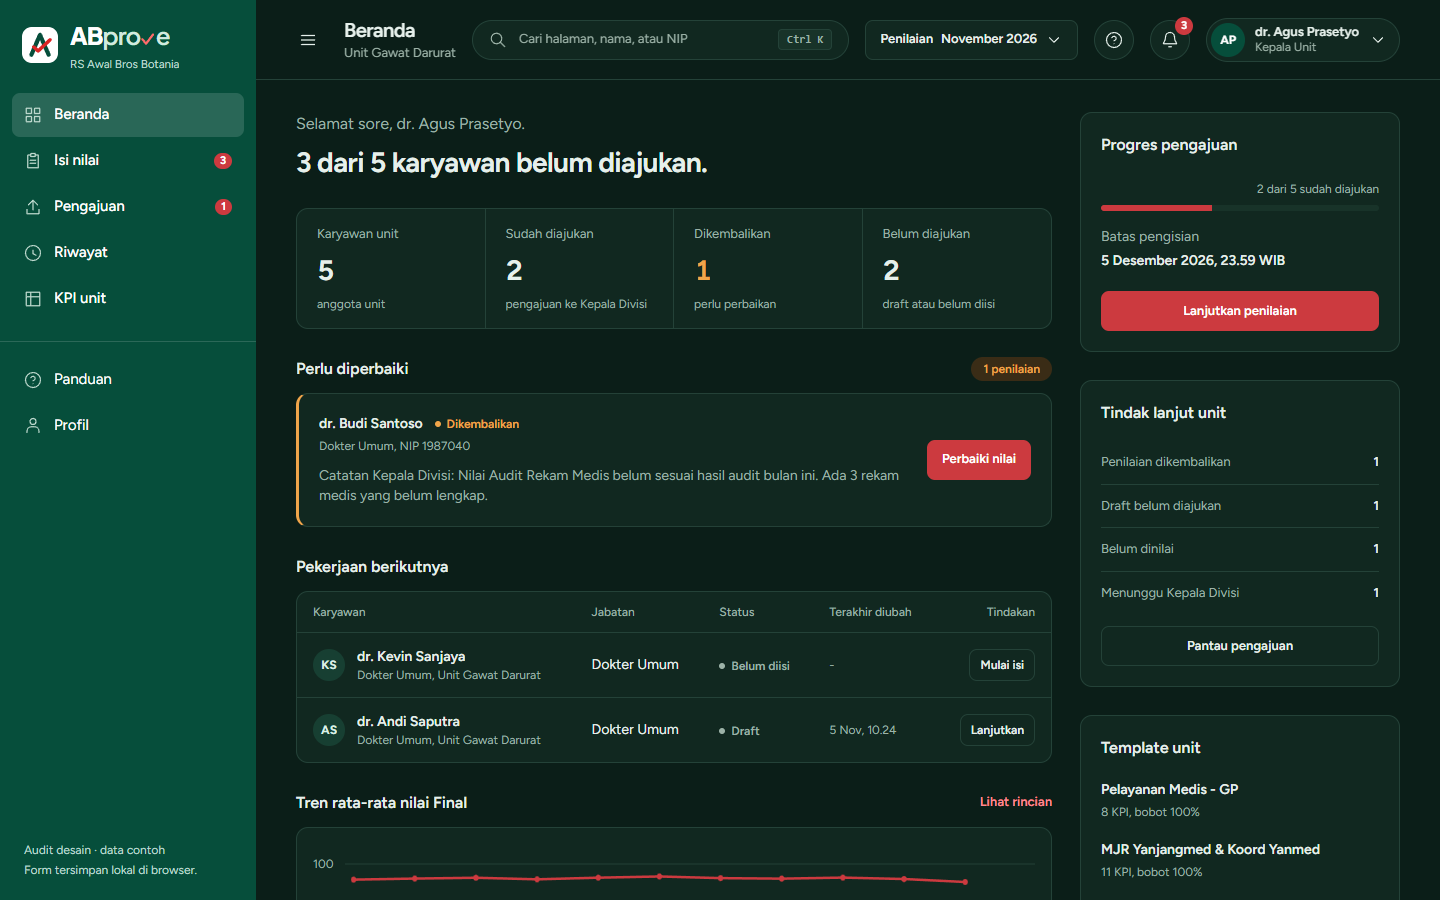 ABprove
RS Awal Bros Botania
Beranda
Isi nilai 3
Pengajuan 1
Riwayat
KPI unit
Panduan
Profil
Audit desain · data contoh
Form tersimpan lokal di browser.
Beranda
Unit Gawat Darurat
Cari halaman, nama, atau NIP Ctrl K
Penilaian November 2026
3
AP
dr. Agus Prasetyo
Kepala Unit
Selamat sore, dr. Agus Prasetyo.
3 dari 5 karyawan belum diajukan.
Karyawan unit
5
anggota unit
Sudah diajukan
2
pengajuan ke Kepala Divisi
Dikembalikan
1
perlu perbaikan
Belum diajukan
2
draft atau belum diisi
Perlu diperbaiki
1 penilaian
dr. Budi Santoso Dikembalikan
Dokter Umum, NIP 1987040
Catatan Kepala Divisi: Nilai Audit Rekam Medis belum sesuai hasil audit bulan ini. Ada 3 rekam
medis yang belum lengkap.
Perbaiki nilai
Pekerjaan berikutnya
Karyawan Jabatan Status Terakhir diubah Tindakan
KS
dr. Kevin Sanjaya
Dokter Umum, Unit Gawat Darurat
Dokter Umum
Belum diisi
-
Mulai isi
AS
dr. Andi Saputra
Dokter Umum, Unit Gawat Darurat
Dokter Umum
Draft
5 Nov, 10.24
Lanjutkan
Tren rata-rata nilai Final
Lihat rincian
100
Progres pengajuan
2 dari 5 sudah diajukan
Batas pengisian
5 Desember 2026, 23.59 WIB
Lanjutkan penilaian
Tindak lanjut unit
Penilaian dikembalikan 1
Draft belum diajukan 1
Belum dinilai 1
Menunggu Kepala Divisi 1
Pantau pengajuan
Template unit
Pelayanan Medis - GP
8 KPI, bobot 100%
MJR Yanjangmed & Koord Yanmed
11 KPI, bobot 100%